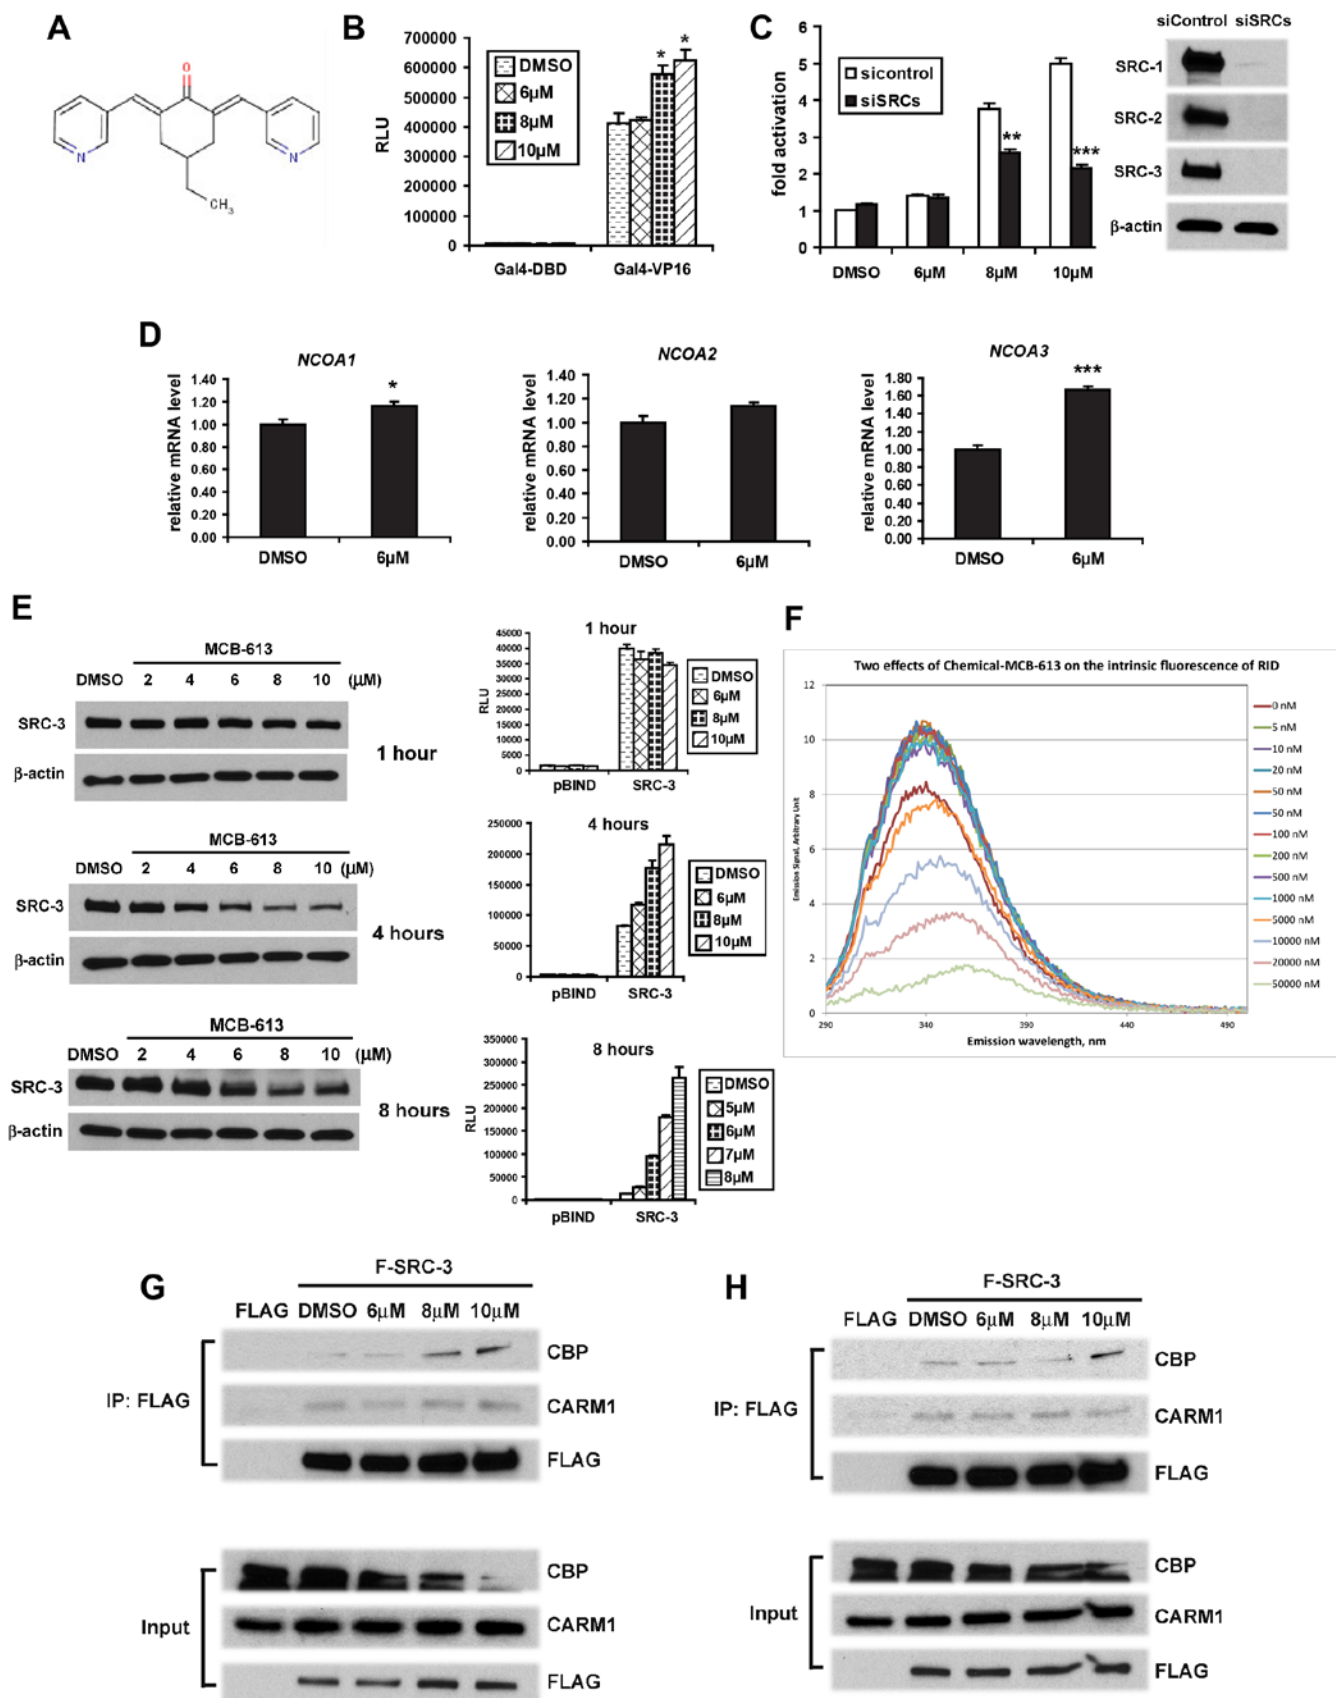 A
O
N
N
CH3
B
700000
600000
500000
400000
300000
200000
100000
0
RLU
DMSO
6µM
8µM
10µM
*
*
Gal4-DBD
Gal4-VP16
C
6
5
4
3
2
1
0
fold activation
sicontrol
siSRCs
**
***
DMSO
6µM
8µM
10µM
siControl siSRCs
SRC-1
SRC-2
SRC-3
β-actin
D
NCOA1
1.40
1.20
1.00
0.80
0.60
0.40
0.20
0.00
relative mRNA level
*
DMSO
6µM
NCOA2
1.40
1.20
1.00
0.80
0.60
0.40
0.20
0.00
relative mRNA level
DMSO
6µM
NCOA3
1.80
1.60
1.40
1.20
1.00
0.80
0.60
0.40
0.20
0.00
relative mRNA level
***
DMSO
6µM
E
MCB-613
DMSO 2 4 6 8 10 (µM)
SRC-3
β-actin
1 hour
1 hour
45000
40000
35000
30000
25000
20000
15000
10000
5000
0
RLU
DMSO
6µM
8µM
10µM
pBIND
SRC-3
MCB-613
DMSO 2 4 6 8 10 (µM)
SRC-3
β-actin
4 hours
4 hours
250000
200000
150000
100000
50000
0
RLU
DMSO
6µM
8µM
10µM
pBIND
SRC-3
MCB-613
DMSO 2 4 6 8 10 (µM)
SRC-3
β-actin
8 hours
8 hours
350000
300000
250000
200000
150000
100000
50000
0
RLU
DMSO
5µM
6µM
7µM
8µM
pBIND
SRC-3
F
Two effects of Chemical-MCB-613 on the intrinsic fluorescence of RID
12
10
8
6
4
2
0
Emission Signal, Arbitrary Unit
290 340 390 440 490
Emission wavelength, nm
0 nM
5 nM
10 nM
20 nM
50 nM
50 nM
100 nM
200 nM
500 nM
1000 nM
5000 nM
10000 nM
20000 nM
50000 nM
G
F-SRC-3
FLAG DMSO 6µM 8µM 10µM
IP: FLAG
CBP
CARM1
FLAG
Input
CBP
CARM1
FLAG
H
F-SRC-3
FLAG DMSO 6µM 8µM 10µM
IP: FLAG
CBP
CARM1
FLAG
Input
CBP
CARM1
FLAG